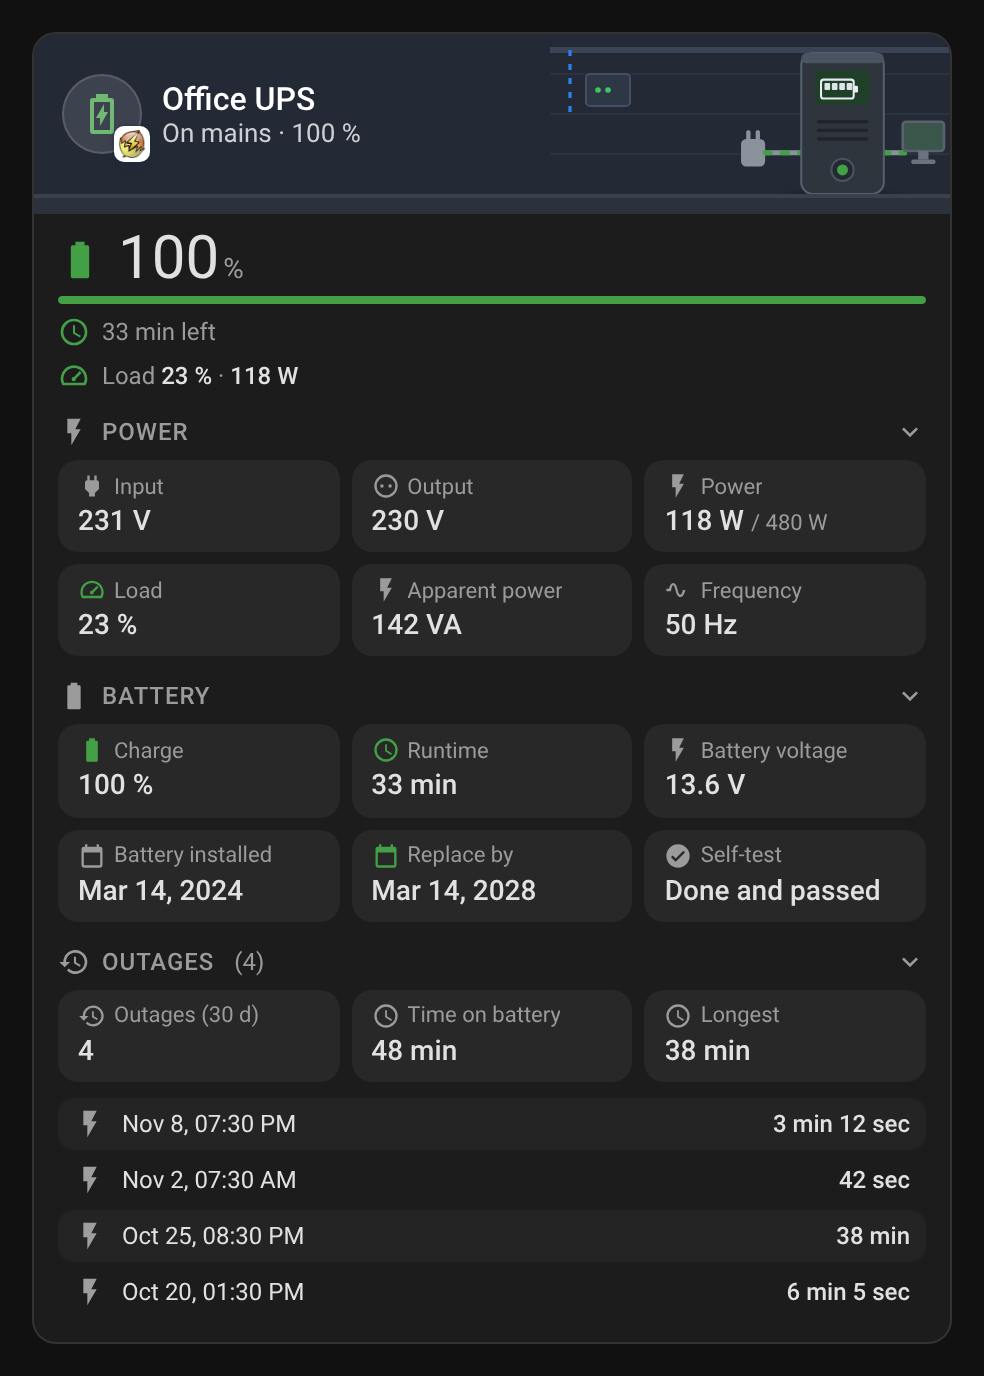 Office UPS
On mains · 100 %
100 %
33 min left
Load 23 % · 118 W
POWER
Input
231 V
Output
230 V
Power
118 W / 480 W
Load
23 %
Apparent power
142 VA
Frequency
50 Hz
BATTERY
Charge
100 %
Runtime
33 min
Battery voltage
13.6 V
Battery installed
Mar 14, 2024
Replace by
Mar 14, 2028
Self-test
Done and passed
OUTAGES (4)
Outages (30 d)
4
Time on battery
48 min
Longest
38 min
Nov 8, 07:30 PM 3 min 12 sec
Nov 2, 07:30 AM 42 sec
Oct 25, 08:30 PM 38 min
Oct 20, 01:30 PM 6 min 5 sec